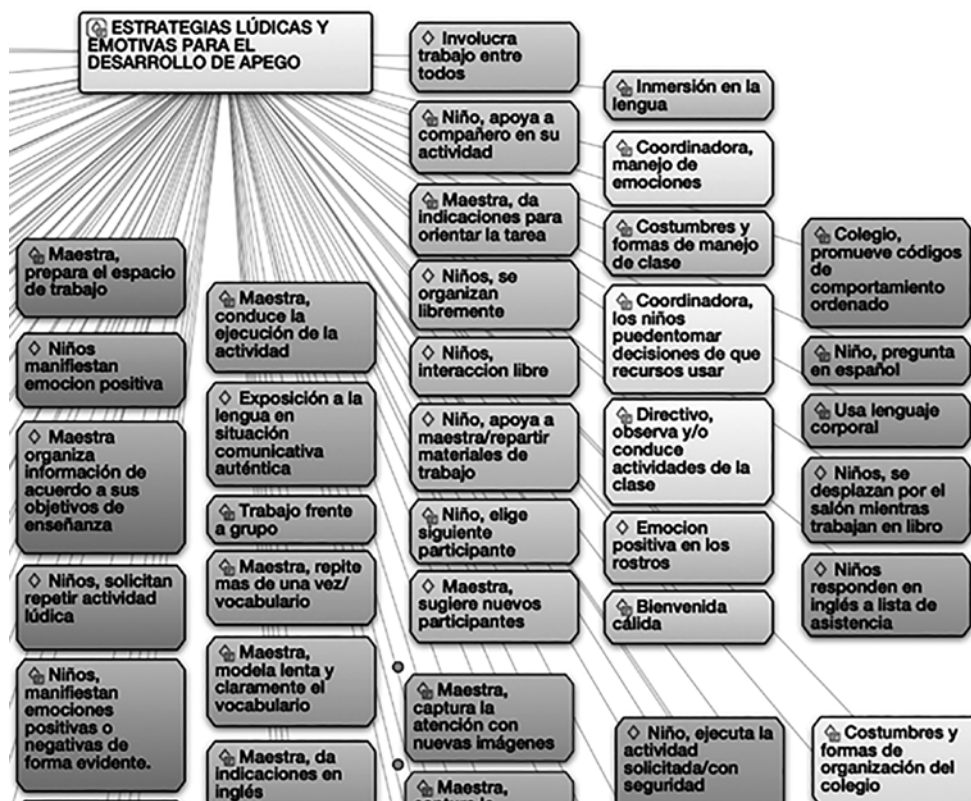 ESTRATEGIAS LÚDICAS Y
EMOTIVAS PARA EL
DESARROLLO DE APEGO
Maestra,
prepara el espacio
de trabajo
Niños
manifiestan
emocion positiva
Maestra
organiza
información de
acuerdo a sus
objetivos de
enseñanza
Niños, solicitan
repetir actividad
lúdica
Niños,
manifiestan
emociones
positivas o
negativas de
forma evidente.
Maestra,
conduce la
ejecución de la
actividad
Exposición a la
lengua en
situación
comunicativa
auténtica
Trabajo frente
a grupo
Maestra, repite
mas de una vez/
vocabulario
Maestra,
modela lenta y
claramente el
vocabulario
Maestra, da
indicaciones en
inglés
Involucra
trabajo entre
todos
Niño, apoya a
compañero en su
actividad
Maestra, da
indicaciones para
orientar la tarea
Niños, se
organizan
libremente
Niños,
interaccion libre
Niño, apoya a
maestra/repartir
materiales de
trabajo
Niño, elige
siguiente
participante
Maestra,
sugiere nuevos
participantes
Maestra,
captura la
atención con
nuevas imágenes
Maestra,
captura la
Inmersión en la
lengua
Coordinadora,
manejo de
emociones
Costumbres y
formas de manejo
de clase
Coordinadora,
los niños
puedentomar
decisiones de que
recursos usar
Directivo,
observa y/o
conduce
actividades de la
clase
Emocion
positiva en los
rostros
Bienvenida
cálida
Niño, ejecuta la
actividad
solicitada/con
seguridad
Colegio,
promueve códigos
de
comportamiento
ordenado
Niño, pregunta
en español
Usa lenguaje
corporal
Niños, se
desplazan por el
salón mientras
trabajan en libro
Niños
responden en
inglés a lista de
asistencia
Costumbres y
formas de
organización del
colegio